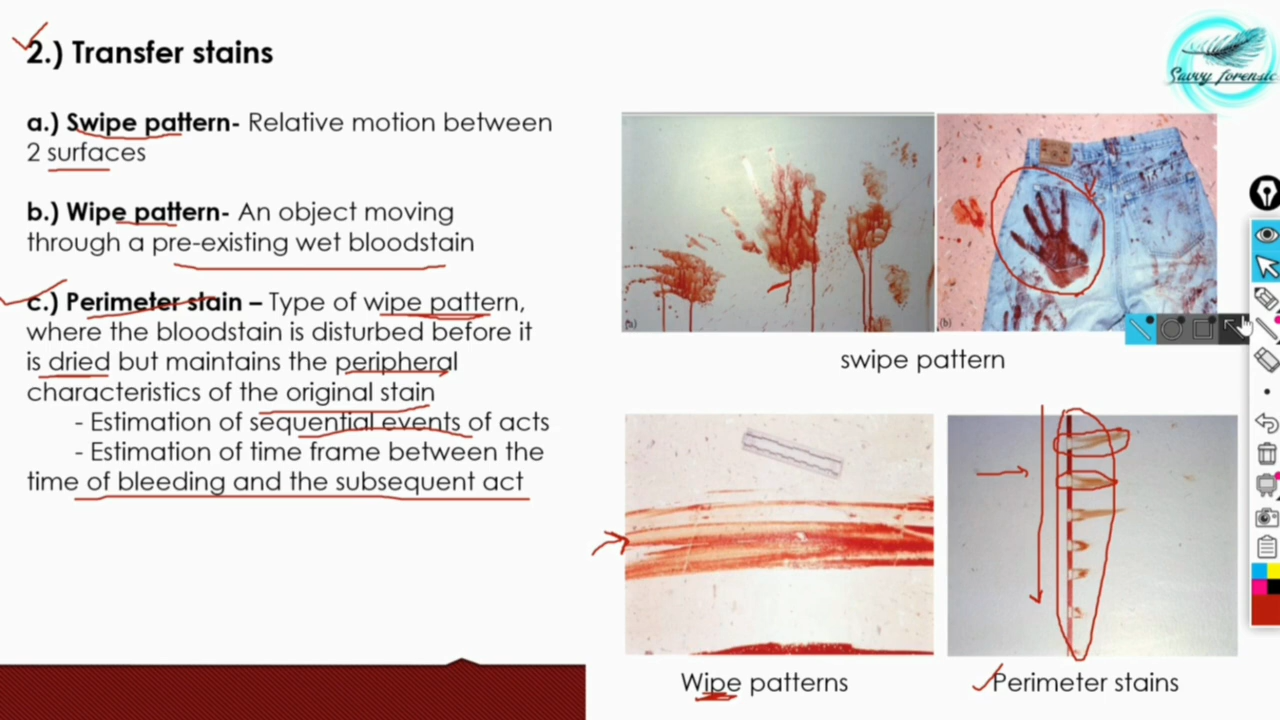 2.) Transfer stains
Savvy forensic
a.) Swipe pattern- Relative motion between
2 surfaces
b.) Wipe pattern- An object moving
through a pre-existing wet bloodstain
c.) Perimeter stain – Type of wipe pattern,
where the bloodstain is disturbed before it
is dried but maintains the peripheral
characteristics of the original stain
- Estimation of sequential events of acts
- Estimation of time frame between the
time of bleeding and the subsequent act
(a)
(b)
swipe pattern
Wipe patterns
Perimeter stains